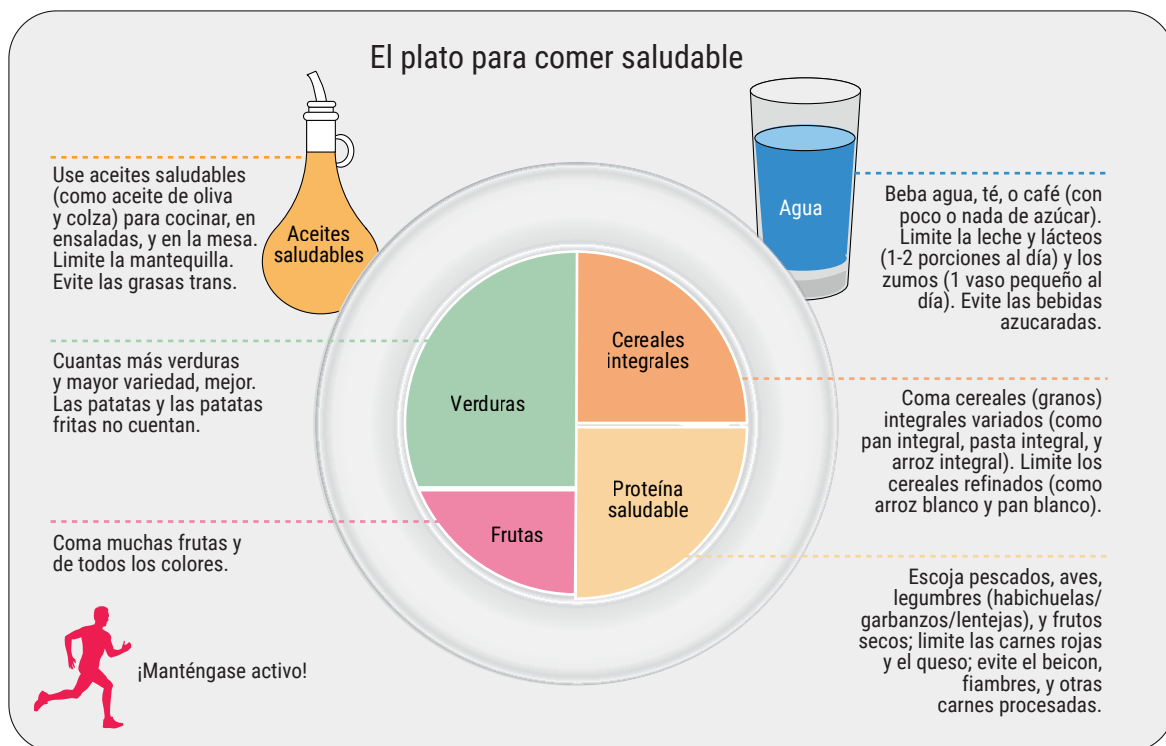 El plato para comer saludable
Use aceites saludables
(como aceite de oliva
y colza) para cocinar, en
ensaladas, y en la mesa.
Limite la mantequilla.
Evite las grasas trans.
Aceites
saludables
Agua
Beba agua, té, o café (con
poco o nada de azúcar).
Limite la leche y lácteos
(1-2 porciones al día) y los
zumos (1 vaso pequeño al
día). Evite las bebidas
azucaradas.
Cuantas más verduras
y mayor variedad, mejor.
Las patatas y las patatas
fritas no cuentan.
Verduras
Cereales
integrales
Coma cereales (granos)
integrales variados (como
pan integral, pasta integral, y
arroz integral). Limite los
cereales refinados (como
arroz blanco y pan blanco).
Coma muchas frutas y
de todos los colores.
Frutas
Proteína
saludable
Escoja pescados, aves,
legumbres (habichuelas/
garbanzos/lentejas), y frutos
secos; limite las carnes rojas
y el queso; evite el beicon,
fiambres, y otras
carnes procesadas.
¡Manténgase activo!